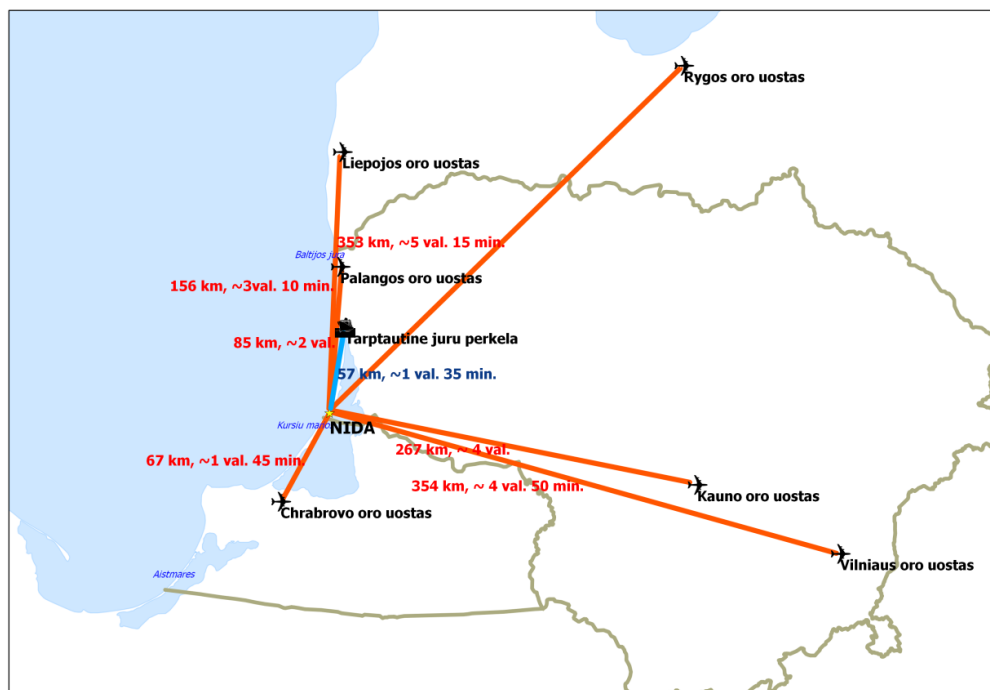 Rygos oro uostas
Liepojos oro uostas
353 km, ~5 val. 15 min.
Baltijos jura
Palangos oro uostas
156 km, ~3val. 10 min.
Tarptautine juru perkela
85 km, ~2 val.
57 km, ~1 val. 35 min.
Kursiu marios
NIDA
267 km, ~ 4 val.
67 km, ~1 val. 45 min.
354 km, ~ 4 val. 50 min.
Kauno oro uostas
Chrabrovo oro uostas
Vilniaus oro uostas
Aistmares